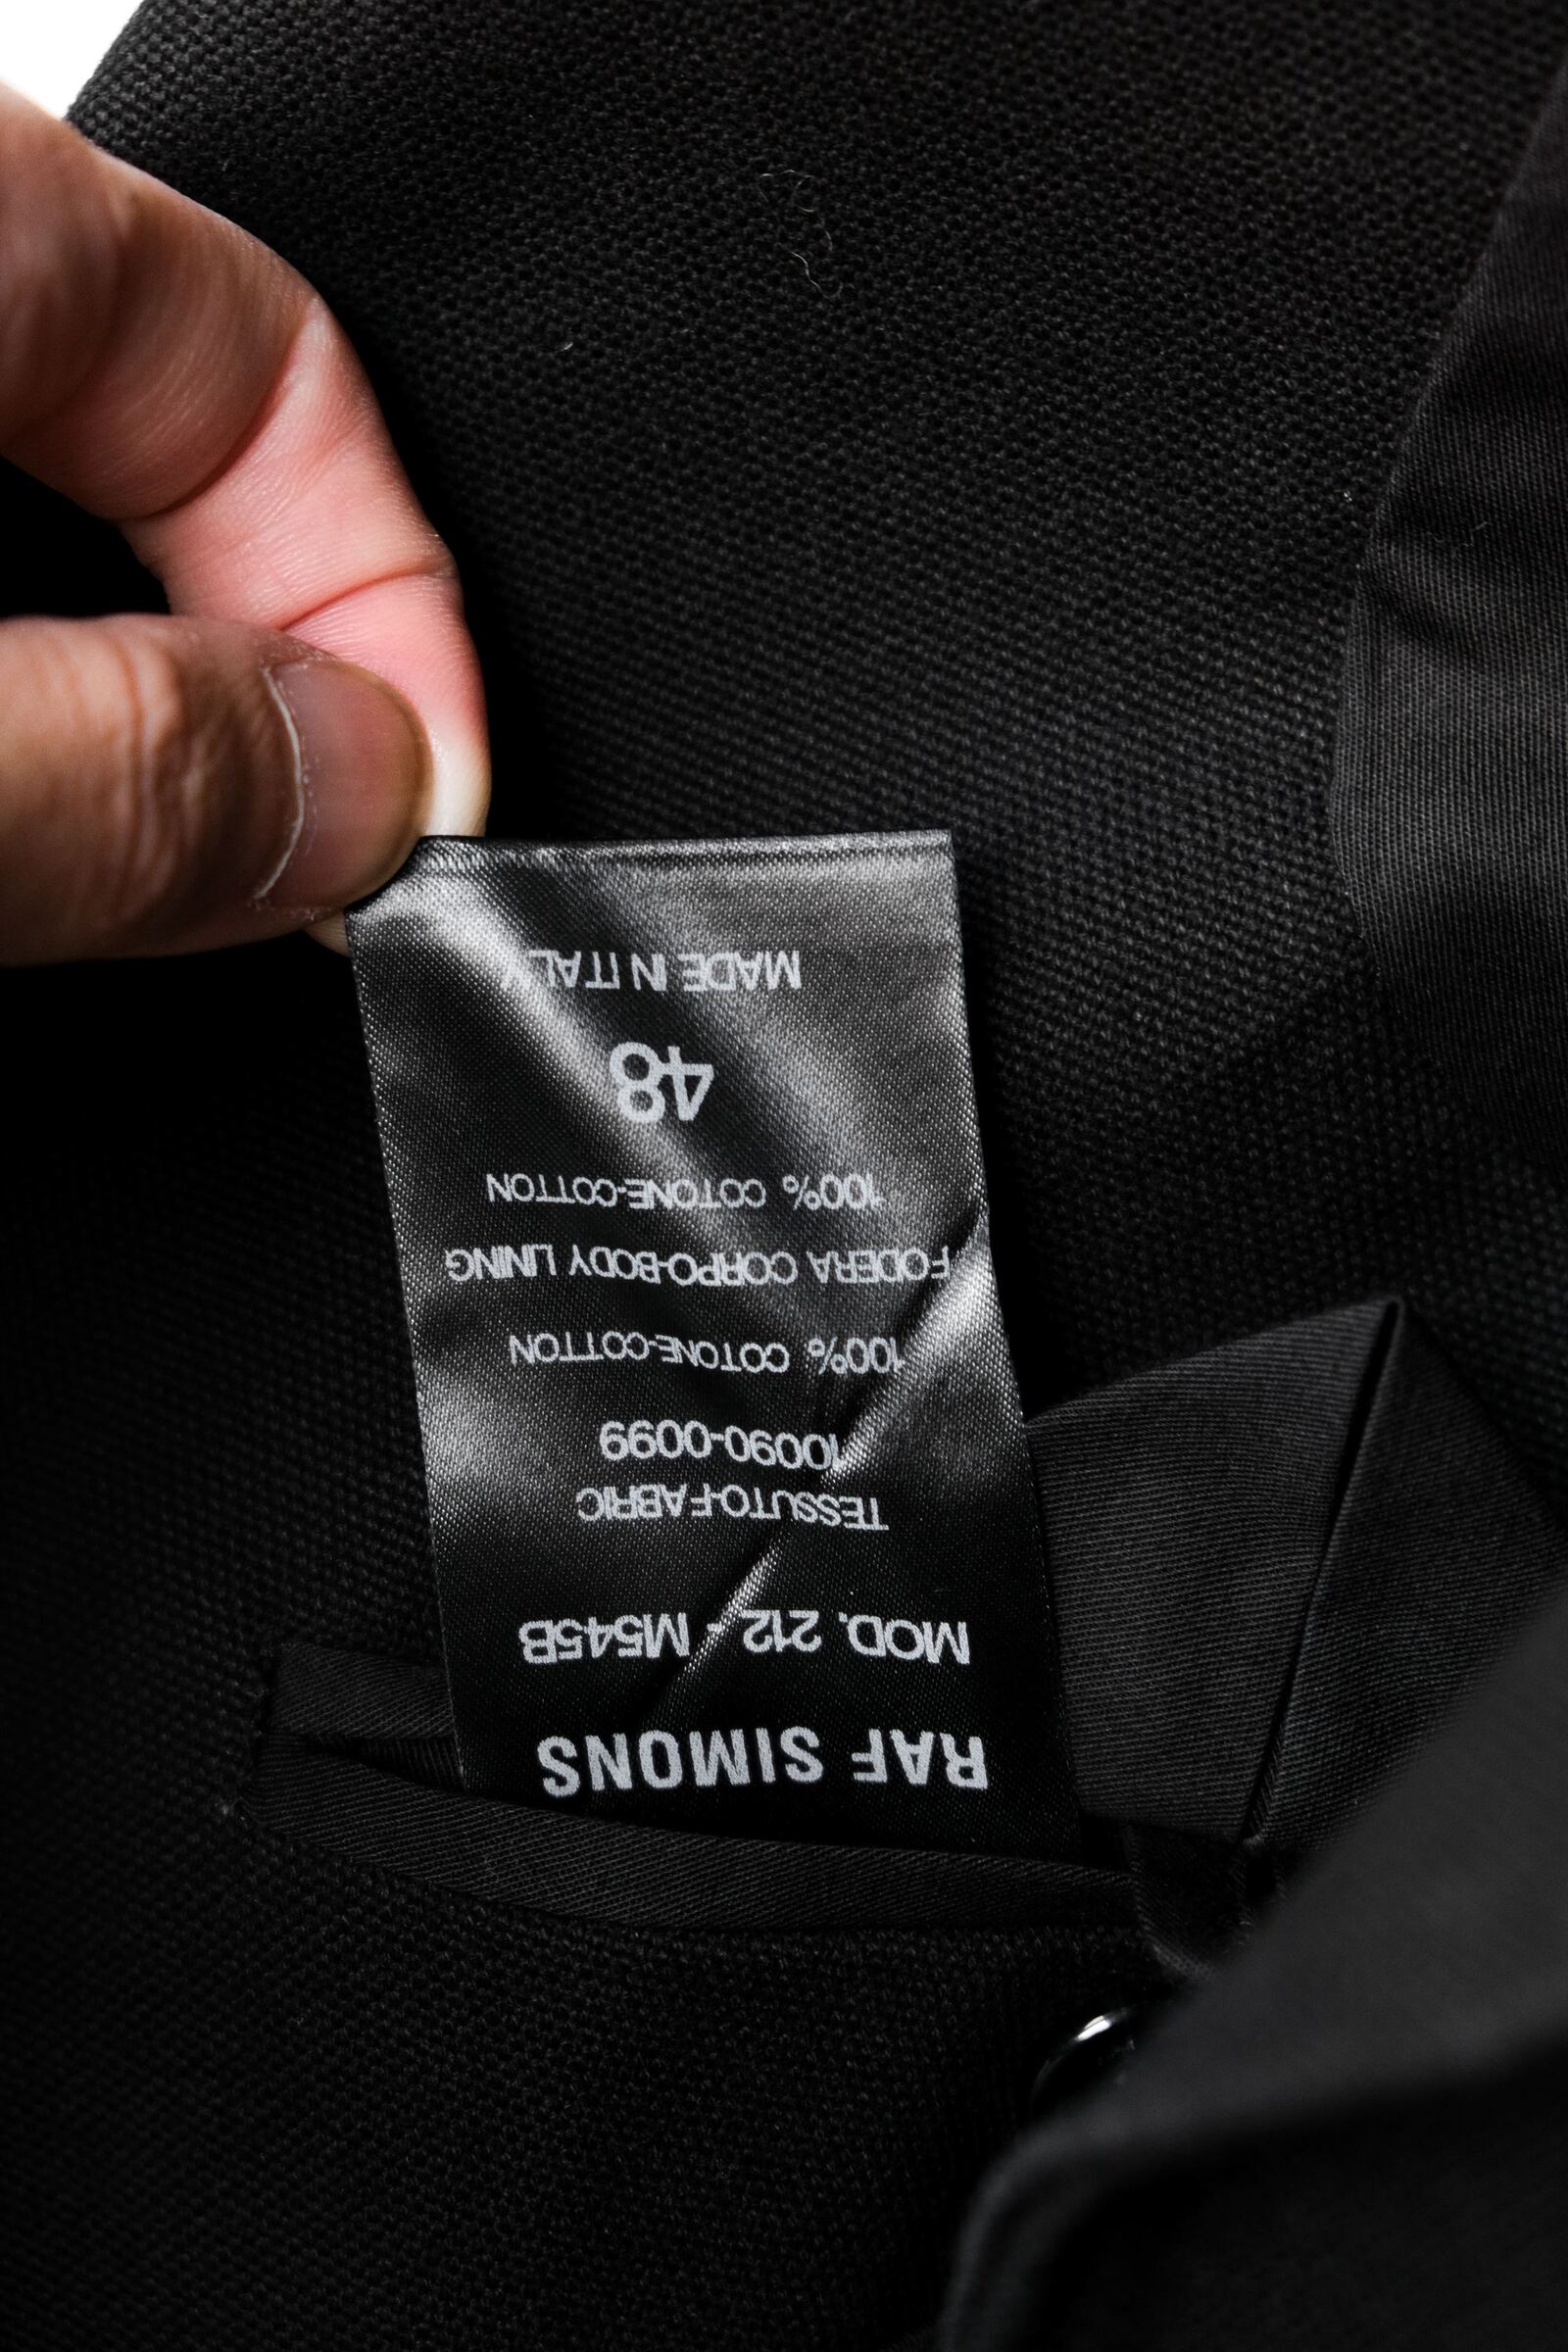 RAF SIMONS
MOD. 212 - M545B
TESSUTO-FABRIC
10090-0099
100% COTONE-COTTON
FODERA CORPO-BODY LINING
100% COTONE-COTTON
48
MADE IN ITALY